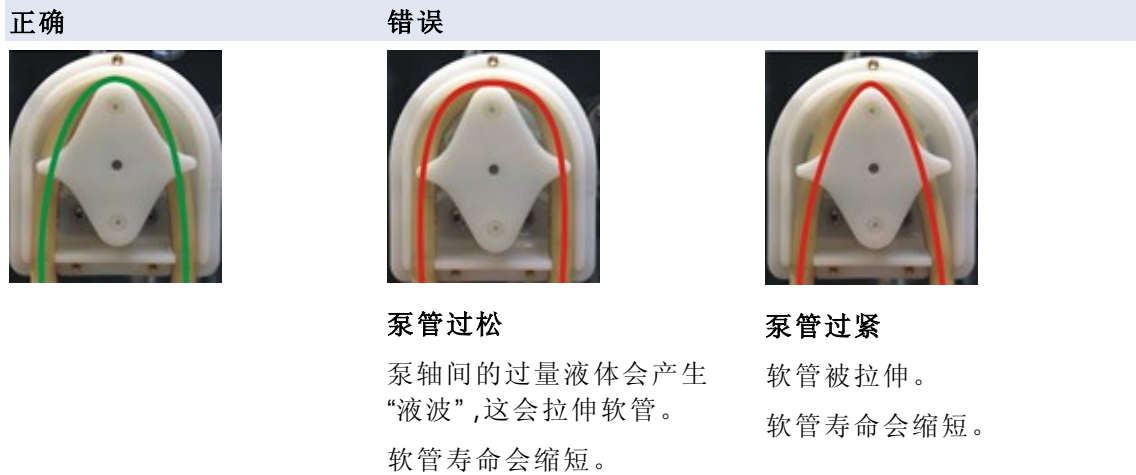 正确
错误
泵管过松
泵轴间的过量液体会产生
“液波”,这会拉伸软管。
软管寿命会缩短。
泵管过紧
软管被拉伸。
软管寿命会缩短。